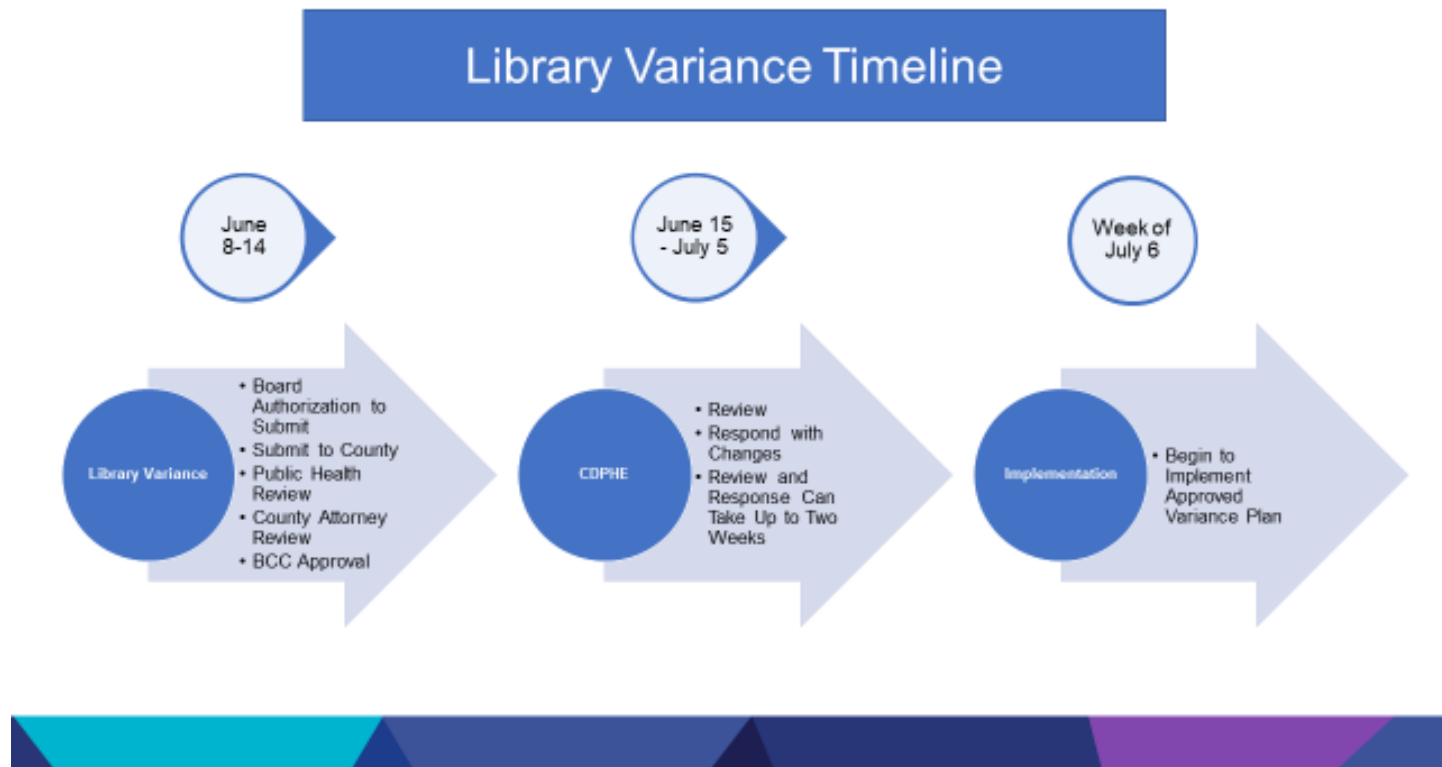 Library Variance Timeline
June
8-14
June 15
- July 5
Week of
July 6
Library Variance
• Board
Authorization to
Submit
• Submit to County
• Public Health
Review
• County Attorney
Review
• BCC Approval
CDPHE
• Review
• Respond with
Changes
• Review and
Response Can
Take Up to Two
Weeks
Implementation
• Begin to
Implement
Approved
Variance Plan